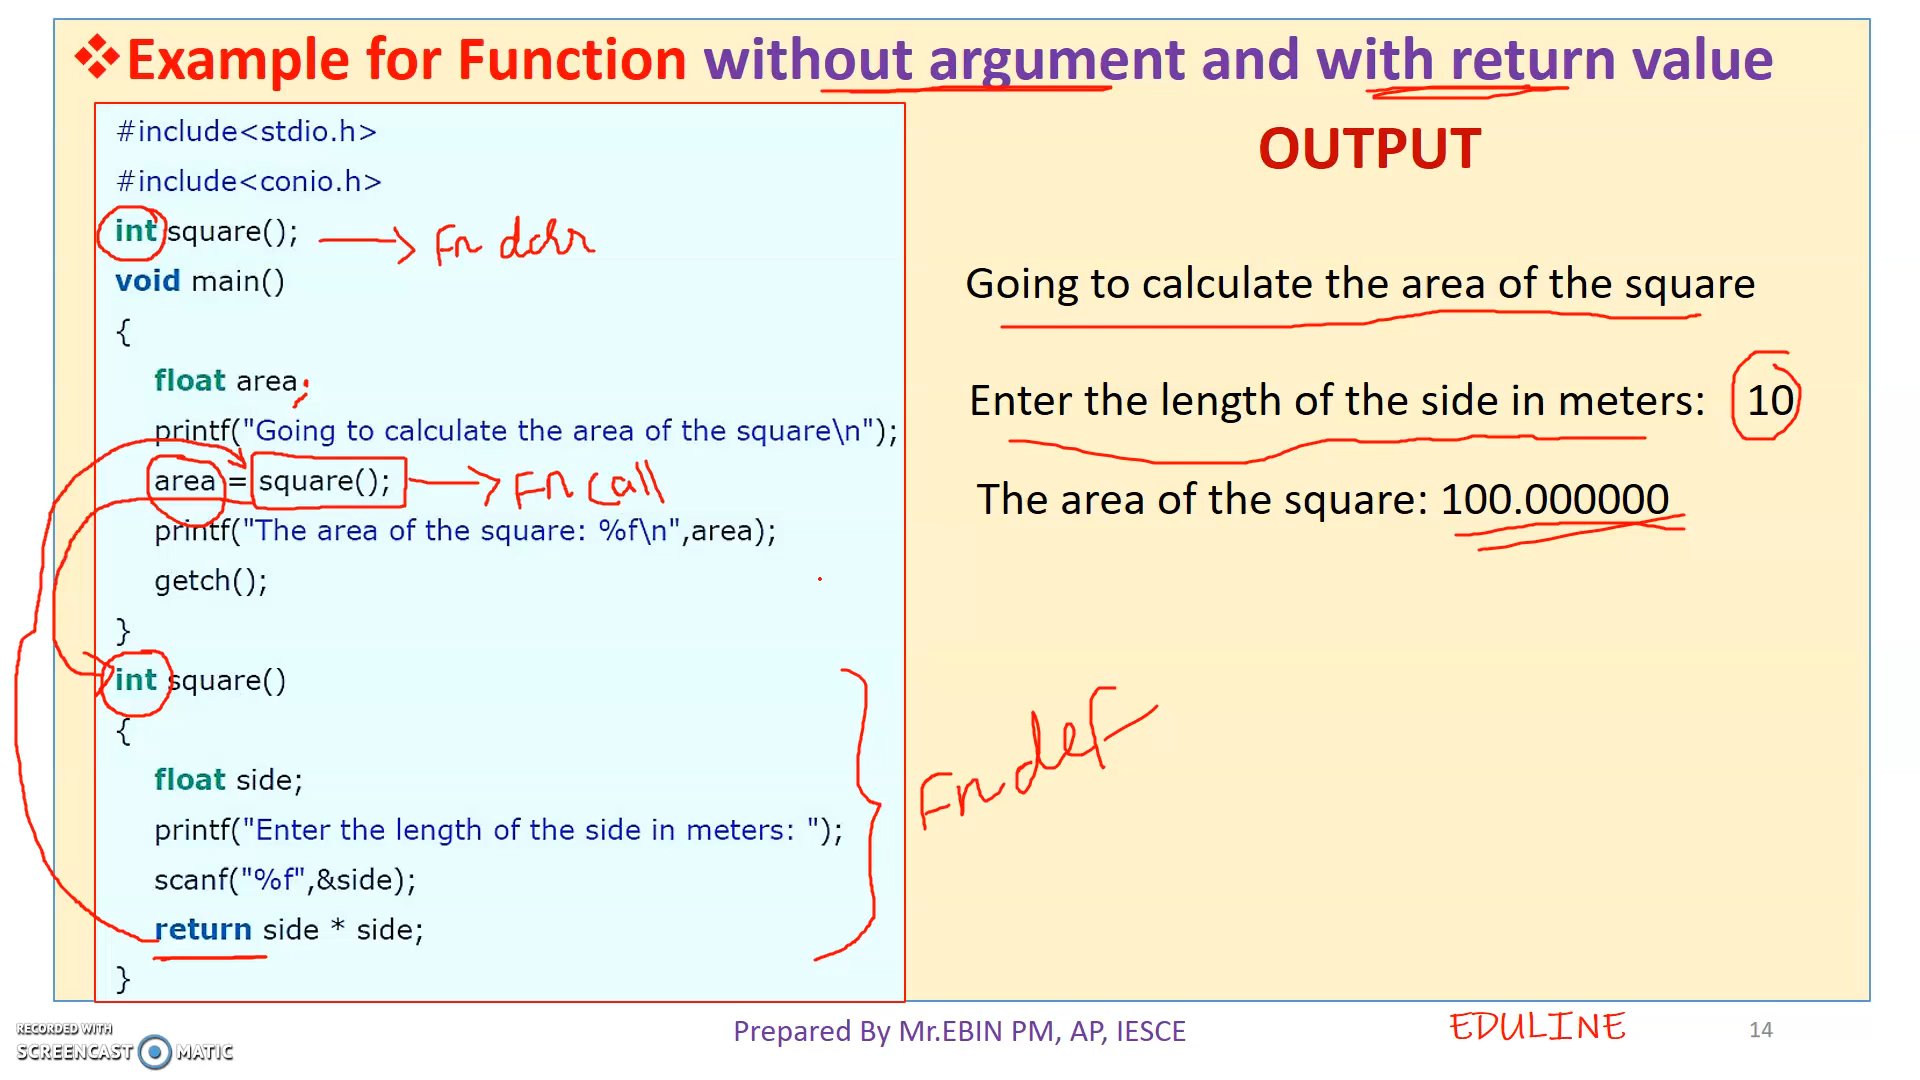 ❖Example for Function without argument and with return value
#include<stdio.h>
#include<conio.h>
int square(); Fn dclr
void main()
{
float area;
printf("Going to calculate the area of the square\n");
area = square(); Fn call
printf("The area of the square: %f\n",area);
getch();
}
int square()
{
float side;
printf("Enter the length of the side in meters: ");
scanf("%f",&side);
return side * side;
}
Fn def
OUTPUT
Going to calculate the area of the square
Enter the length of the side in meters: 10
The area of the square: 100.000000
RECORDED WITH
SCREENCAST MATIC
Prepared By Mr.EBIN PM, AP, IESCE
EDULINE
14